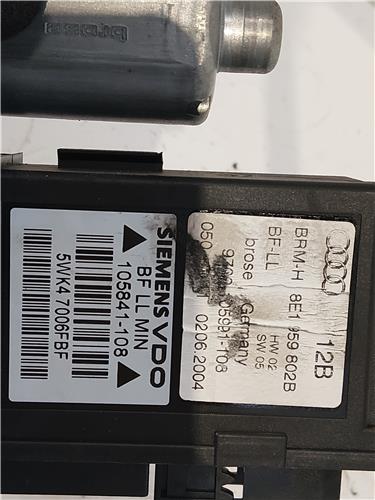 brose
SIEMENS VDO
BF LL MIN
105841-108
5WK4 7006FBF
12B
BRM-H 8E1 959 802B
BF-LL HW 02
SW 05
brose Germany
0206.2004